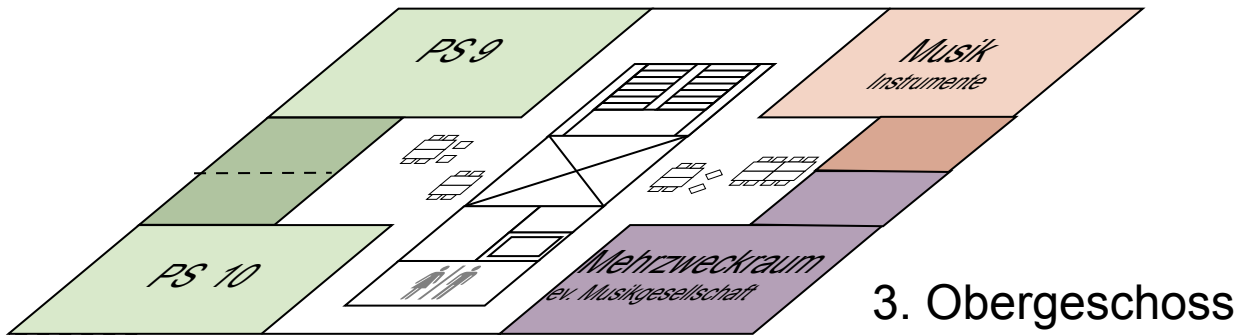 PS 9
Musik
Instrumente
PS 10
Mehrzweckraum
ev. Musikgesellschaft
3. Obergeschoss